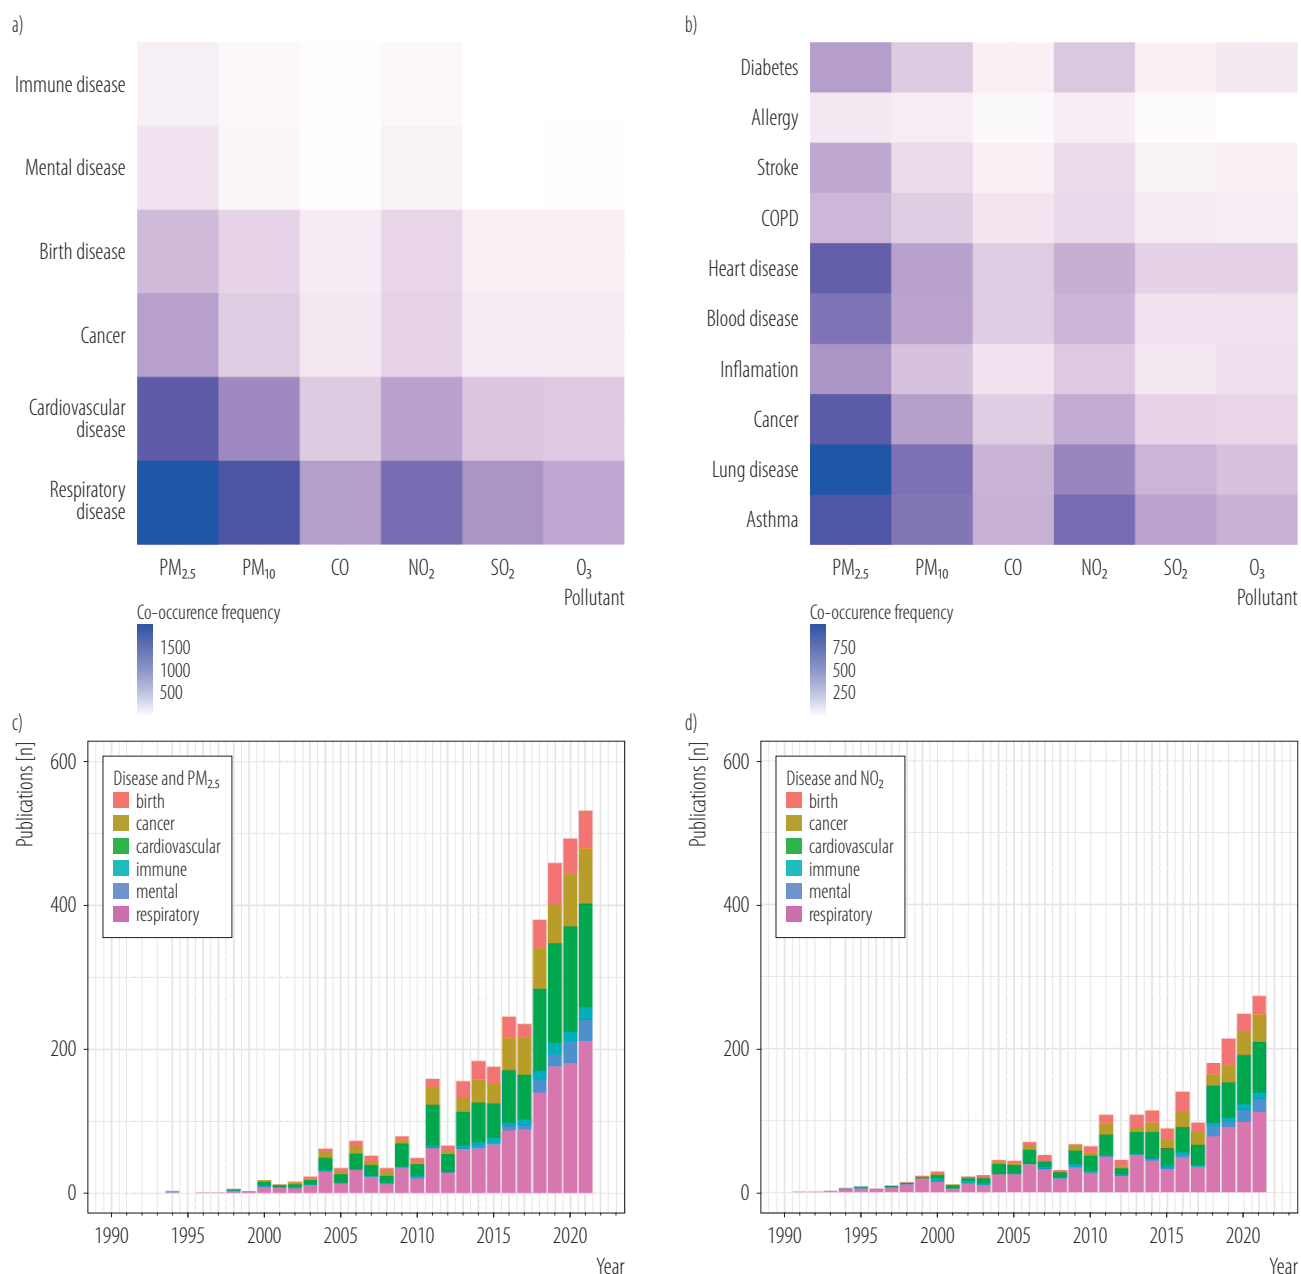 a)
Immune disease
Mental disease
Birth disease
Cancer
Cardiovascular
disease
Respiratory
disease
PM₂.₅ PM₁₀ CO NO₂ SO₂ O₃
Pollutant
Co-occurence frequency
1500
1000
500
b)
Diabetes
Allergy
Stroke
COPD
Heart disease
Blood disease
Inflamation
Cancer
Lung disease
Asthma
PM₂.₅ PM₁₀ CO NO₂ SO₂ O₃
Pollutant
Co-occurence frequency
750
500
250
c)
Publications [n]
600
400
200
0
Disease and PM₂.₅
birth
cancer
cardiovascular
immune
mental
respiratory
1990 1995 2000 2005 2010 2015 2020
Year
d)
Publications [n]
600
400
200
0
Disease and NO₂
birth
cancer
cardiovascular
immune
mental
respiratory
1990 1995 2000 2005 2010 2015 2020
Year